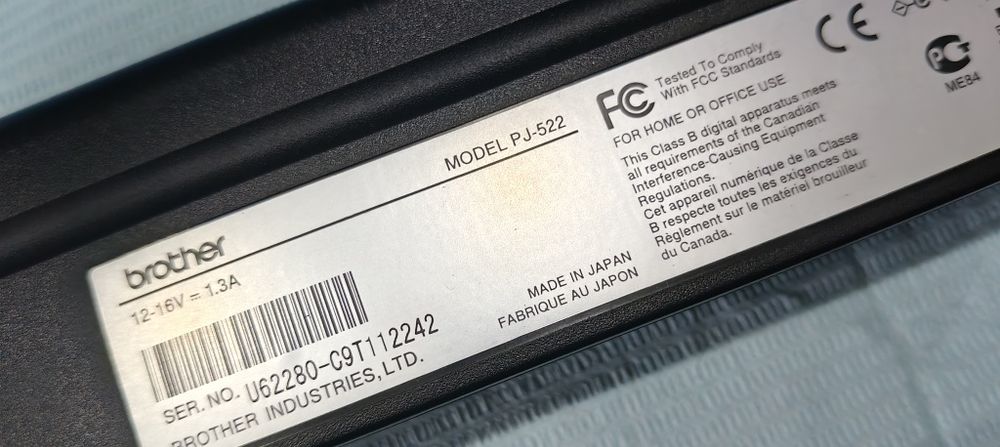 brother
MODEL PJ-522
12-16V = 1.3A
SER. NO. U62280-C9T112242
BROTHER INDUSTRIES, LTD.
MADE IN JAPAN
FABRIQUE AU JAPON
FC Tested To Comply
With FCC Standards
FOR HOME OR OFFICE USE
This Class B digital apparatus meets
all requirements of the Canadian
Interference-Causing Equipment
Regulations.
Cet appareil numérique de la Classe
B respecte toutes les exigences du
Règlement sur le matériel brouilleur
du Canada.
CE
ME84